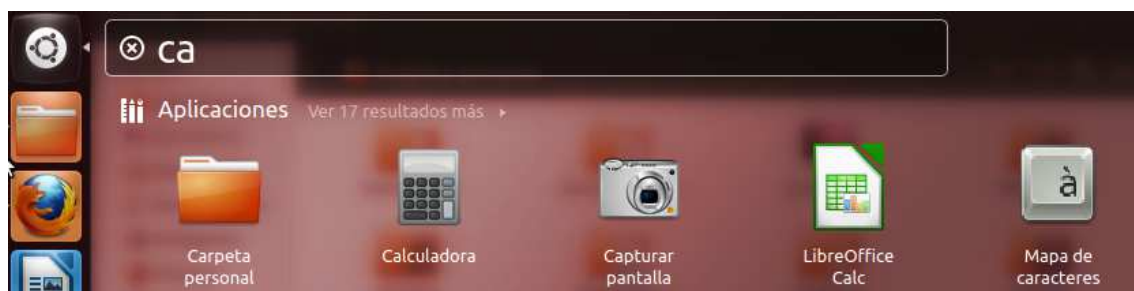 ca
Aplicaciones Ver 17 resultados más
à
Carpeta personal
Calculadora
Capturar pantalla
LibreOffice Calc
Mapa de caracteres